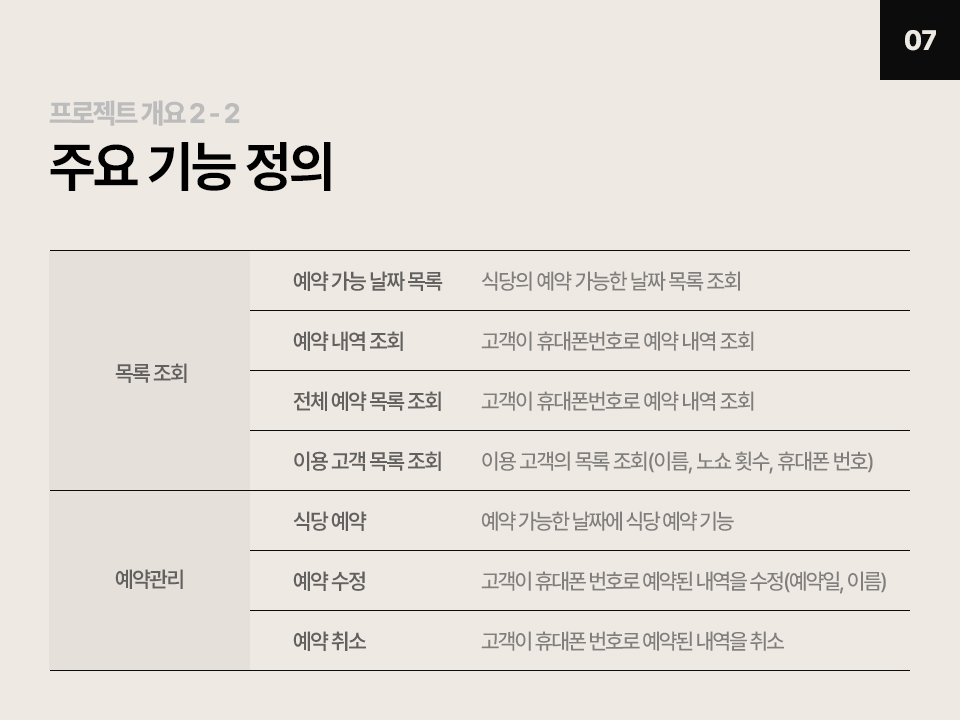 07
프로젝트 개요 2 - 2
주요 기능 정의
목록 조회
예약 가능 날짜 목록 식당의 예약 가능한 날짜 목록 조회
예약 내역 조회 고객이 휴대폰번호로 예약 내역 조회
전체 예약 목록 조회 고객이 휴대폰번호로 예약 내역 조회
이용 고객 목록 조회 이용 고객의 목록 조회(이름, 노쇼 횟수, 휴대폰 번호)
예약관리
식당 예약 예약 가능한 날짜에 식당 예약 기능
예약 수정 고객이 휴대폰 번호로 예약된 내역을 수정(예약일, 이름)
예약 취소 고객이 휴대폰 번호로 예약된 내역을 취소